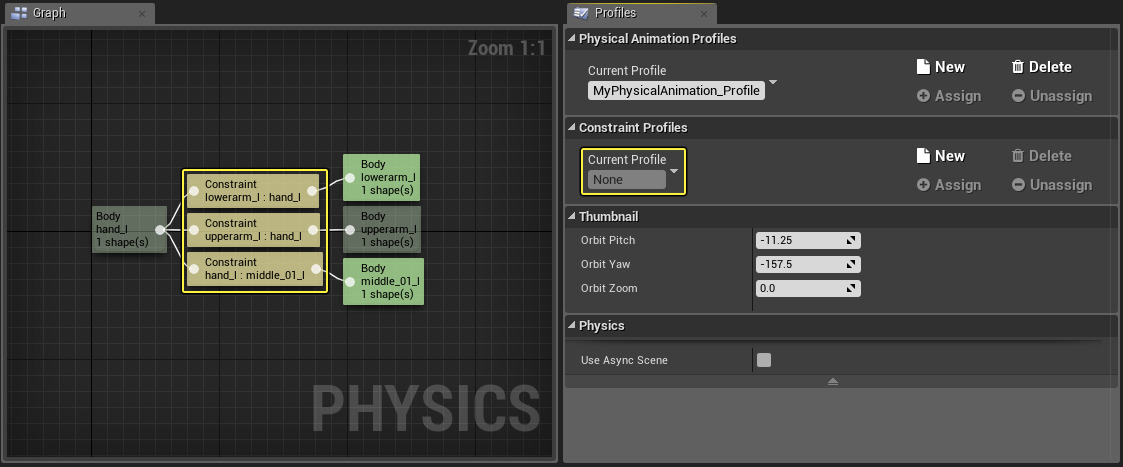 Graph
Zoom 1:1
Body
hand_l
1 shape(s)
Constraint
lowerarm_l : hand_l
Constraint
upperarm_l : hand_l
Constraint
hand_l : middle_01_l
Body
lowerarm_l
1 shape(s)
Body
upperarm_l
1 shape(s)
Body
middle_01_l
1 shape(s)
PHYSICS
Profiles
Physical Animation Profiles
Current Profile
MyPhysicalAnimation_Profile
New
Delete
Assign
Unassign
Constraint Profiles
Current Profile
None
New
Delete
Assign
Unassign
Thumbnail
Orbit Pitch -11.25
Orbit Yaw -157.5
Orbit Zoom 0.0
Physics
Use Async Scene